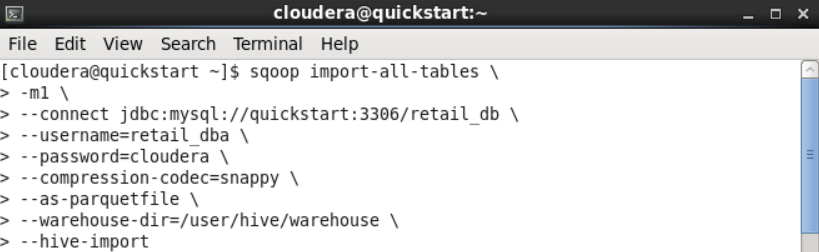 cloudera@quickstart:~
File Edit View Search Terminal Help
[cloudera@quickstart ~]$ sqoop import-all-tables \
> -m1 \
> --connect jdbc:mysql://quickstart:3306/retail_db \
> --username=retail_dba \
> --password=cloudera \
> --compression-codec=snappy \
> --as-parquetfile \
> --warehouse-dir=/user/hive/warehouse \
> --hive-import